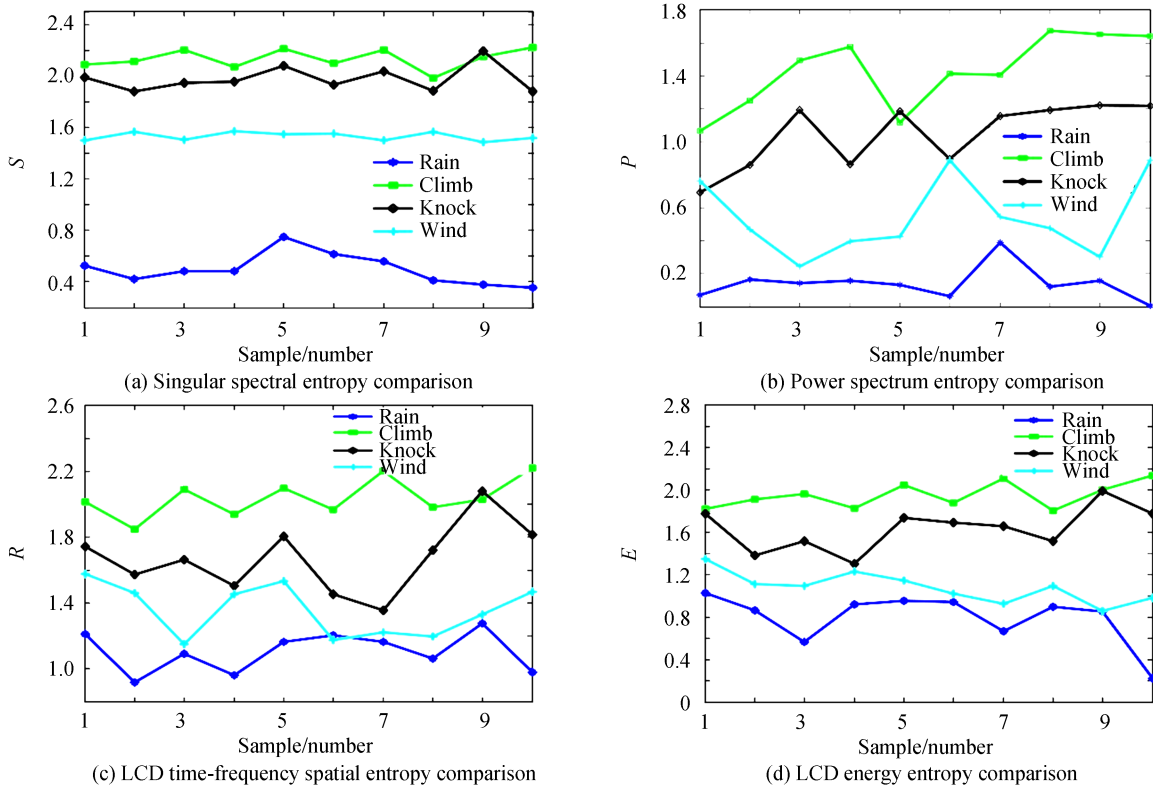 2.4
2.0
1.6
1.2
0.8
0.4
S
Rain
Climb
Knock
Wind
1 3 5 7 9
Sample/number
(a) Singular spectral entropy comparison
1.8
1.4
1.0
0.6
0.2
P
Rain
Climb
Knock
Wind
1 3 5 7 9
Sample/number
(b) Power spectrum entropy comparison
2.6
2.2
1.8
1.4
1.0
R
Rain
Climb
Knock
Wind
1 3 5 7 9
Sample/number
(c) LCD time-frequency spatial entropy comparison
2.8
2.4
2.0
1.6
1.2
0.8
0.4
0
E
Rain
Climb
Knock
Wind
1 3 5 7 9
Sample/number
(d) LCD energy entropy comparison